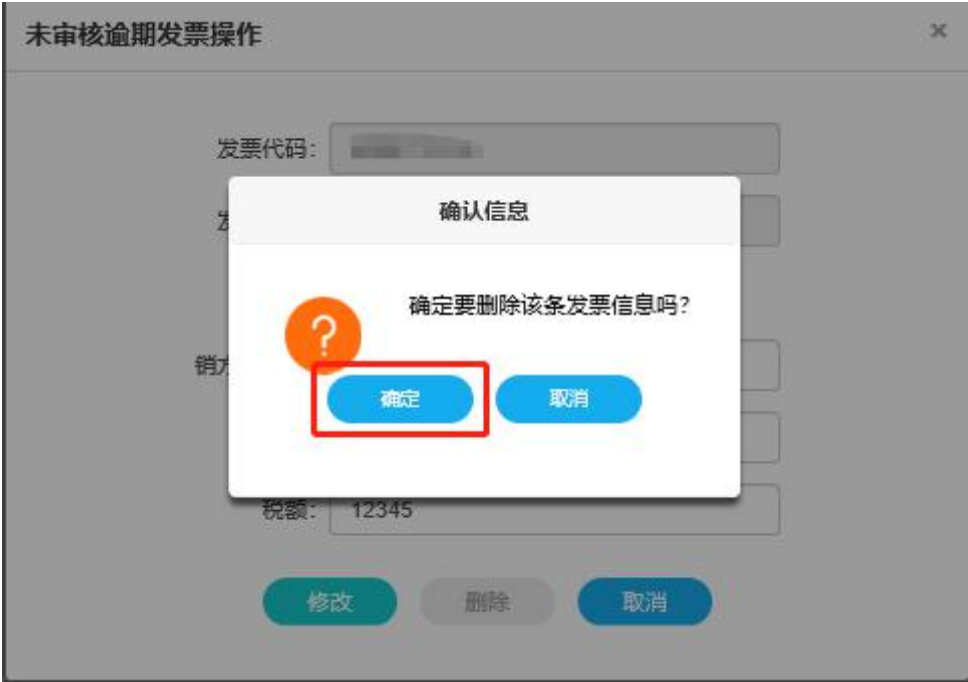 未审核逾期发票操作
发票代码:
确认信息
确定要删除该条发票信息吗?
确定 取消
税额: 12345
修改 删除 取消